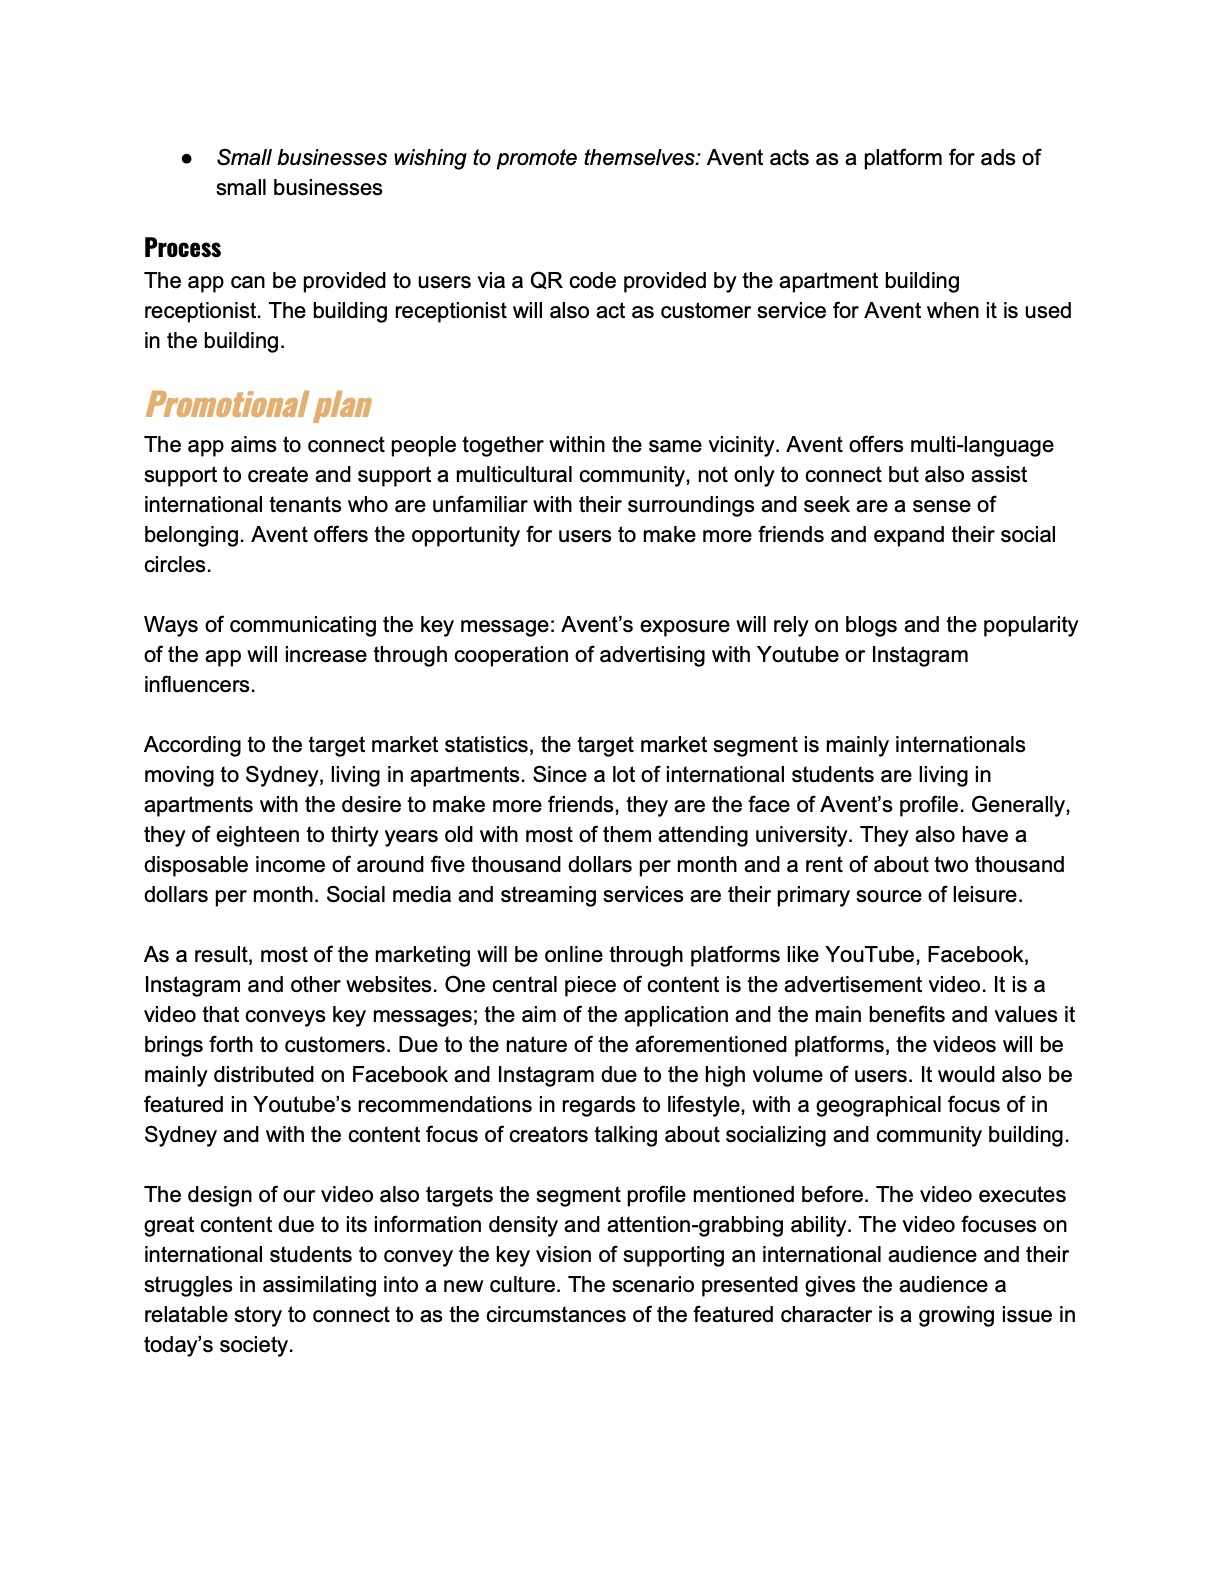 ● Small businesses wishing to promote themselves: Avent acts as a platform for ads of
small businesses
Process
The app can be provided to users via a QR code provided by the apartment building
receptionist. The building receptionist will also act as customer service for Avent when it is used
in the building.
Promotional plan
The app aims to connect people together within the same vicinity. Avent offers multi-language
support to create and support a multicultural community, not only to connect but also assist
international tenants who are unfamiliar with their surroundings and seek are a sense of
belonging. Avent offers the opportunity for users to make more friends and expand their social
circles.
Ways of communicating the key message: Avent’s exposure will rely on blogs and the popularity
of the app will increase through cooperation of advertising with Youtube or Instagram
influencers.
According to the target market statistics, the target market segment is mainly internationals
moving to Sydney, living in apartments. Since a lot of international students are living in
apartments with the desire to make more friends, they are the face of Avent’s profile. Generally,
they of eighteen to thirty years old with most of them attending university. They also have a
disposable income of around five thousand dollars per month and a rent of about two thousand
dollars per month. Social media and streaming services are their primary source of leisure.
As a result, most of the marketing will be online through platforms like YouTube, Facebook,
Instagram and other websites. One central piece of content is the advertisement video. It is a
video that conveys key messages; the aim of the application and the main benefits and values it
brings forth to customers. Due to the nature of the aforementioned platforms, the videos will be
mainly distributed on Facebook and Instagram due to the high volume of users. It would also be
featured in Youtube’s recommendations in regards to lifestyle, with a geographical focus of in
Sydney and with the content focus of creators talking about socializing and community building.
The design of our video also targets the segment profile mentioned before. The video executes
great content due to its information density and attention-grabbing ability. The video focuses on
international students to convey the key vision of supporting an international audience and their
struggles in assimilating into a new culture. The scenario presented gives the audience a
relatable story to connect to as the circumstances of the featured character is a growing issue in
today’s society.